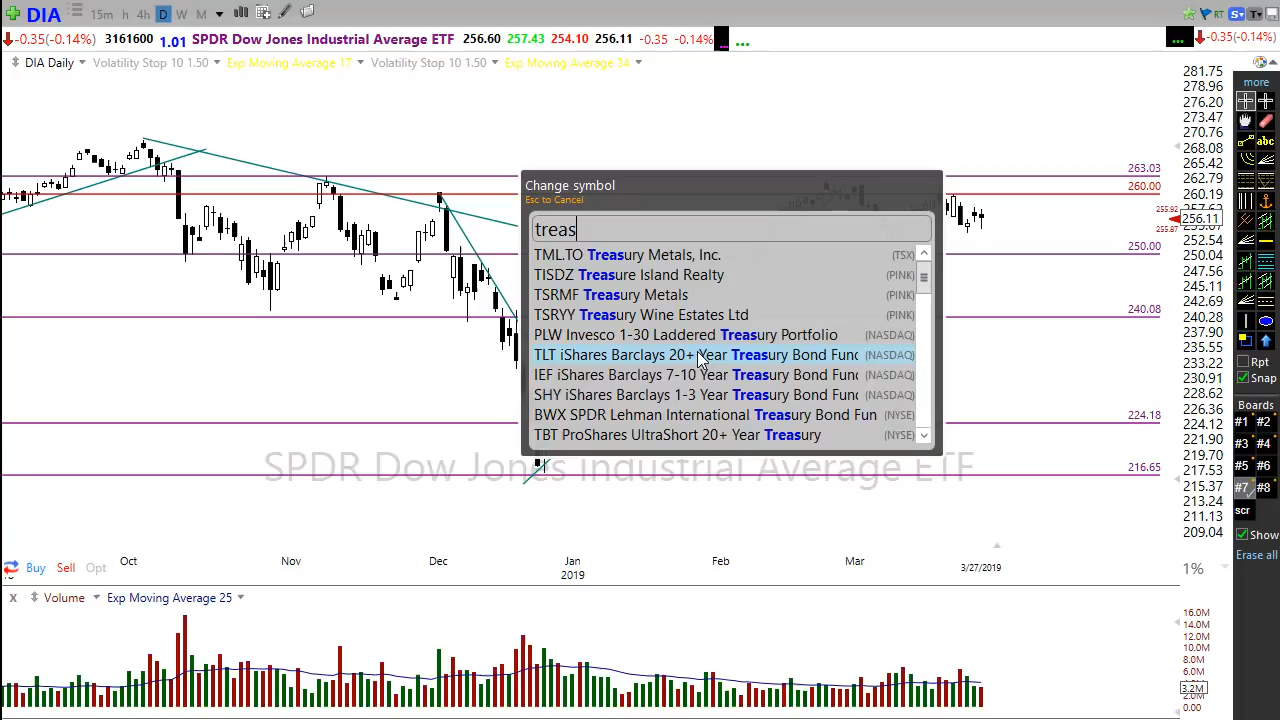 DIA 15m h 4h D W M RT S T
-0.35(-0.14%) 3161600 1.01 SPDR Dow Jones Industrial Average ETF 256.60 257.43 254.10 256.11 -0.35 -0.14% ... ... ... -0.35(-0.14%)
DIA Daily Volatility Stop 10 1.50 Exp Moving Average 17 Volatility Stop 10 1.50 Exp Moving Average 34
Change symbol
Esc to Cancel
treas
TML.TO Treasury Metals, Inc. (TSX)
TISDZ Treasure Island Realty (PINK)
TSRMF Treasury Metals (PINK)
TSRYY Treasury Wine Estates Ltd (PINK)
PLW Invesco 1-30 Laddered Treasury Portfolio (NASDAQ)
TLT iShares Barclays 20+ Year Treasury Bond Fund (NASDAQ)
IEF iShares Barclays 7-10 Year Treasury Bond Fund (NASDAQ)
SHY iShares Barclays 1-3 Year Treasury Bond Fund (NASDAQ)
BWX SPDR Lehman International Treasury Bond Fun (NYSE)
TBT ProShares UltraShort 20+ Year Treasury (NYSE)
SPDR Dow Jones Industrial Average ETF
263.03
260.00
250.00
240.08
224.18
216.65
255.92
256.11
255.87
281.75
278.96
276.20
273.47
270.76
268.08
265.42
262.79
260.19
252.54
247.56
245.11
242.69
240.28
237.90
235.55
233.22
230.91
228.62
226.36
224.12
221.90
219.70
217.53
215.37
213.24
211.13
209.04
more
abc
Rpt
Snap
Boards
#1 #2
#3 #4
#5 #6
#7 #8
scr
Show
Erase all
Oct Nov Dec Jan Feb Mar 3/27/2019
2019
Buy Sell Opt 1%
X Volume Exp Moving Average 25
16.0M
14.0M
12.0M
10.0M
8.0M
6.0M
3.2M
2.0M
0.00